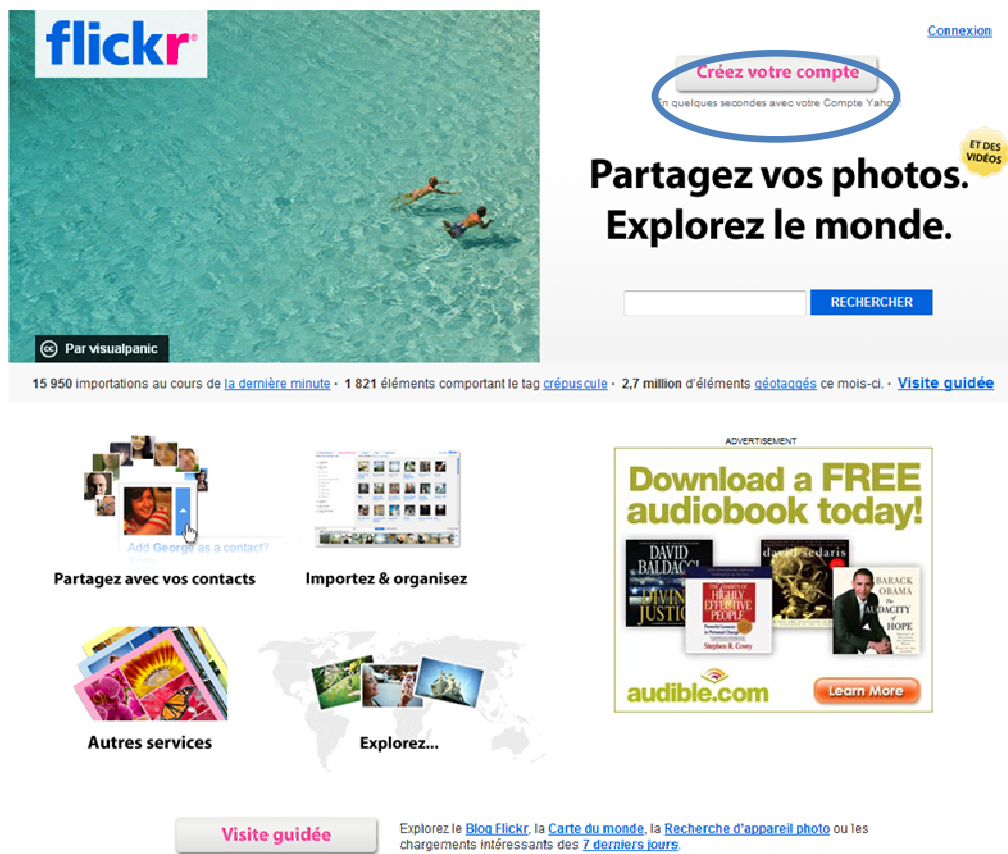 flickr®
Connexion
Créez votre compte
En quelques secondes avec votre Compte Yahoo!
ET DES
VIDÉOS
Partagez vos photos.
Explorez le monde.
RECHERCHER
Par visualpanic
15 950 importations au cours de la dernière minute · 1 821 éléments comportant le tag crépuscule · 2,7 million d'éléments géotaggés ce mois-ci. · Visite guidée
Add George as a contact?
Partagez avec vos contacts
Importez & organisez
Autres services
Explorez...
ADVERTISEMENT
Download a FREE
audiobook today!
DAVID
BALDACCI
DIVINE
JUSTICE
david sedaris
HIGHLY
EFFECTIVE
PEOPLE
Powerful Lessons
in Personal Change
Stephen R. Covey
BARACK
OBAMA
The
AUDACITY
of
HOPE
audible.com
Learn More
Visite guidée
Explorez le Blog Flickr, la Carte du monde, la Recherche d'appareil photo ou les
chargements intéressants des 7 derniers jours.